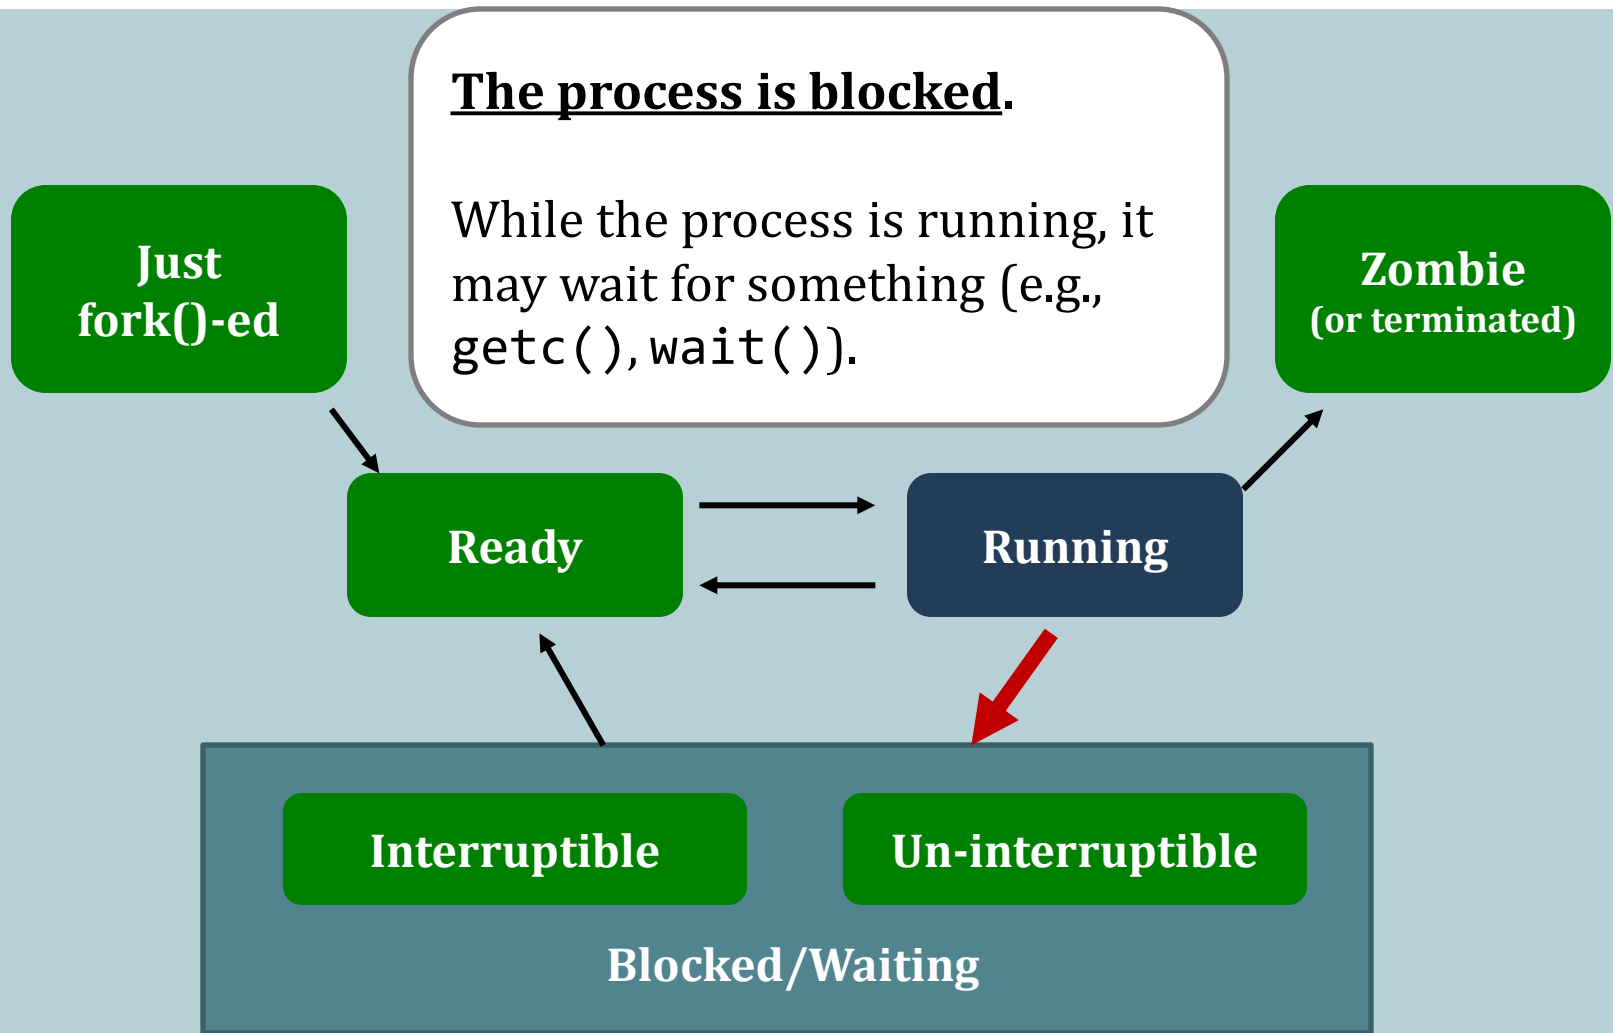 The process is blocked.
While the process is running, it
may wait for something (e.g.,
getc(), wait()).
Just
fork()-ed
Zombie
(or terminated)
Ready
Running
Interruptible
Un-interruptible
Blocked/Waiting